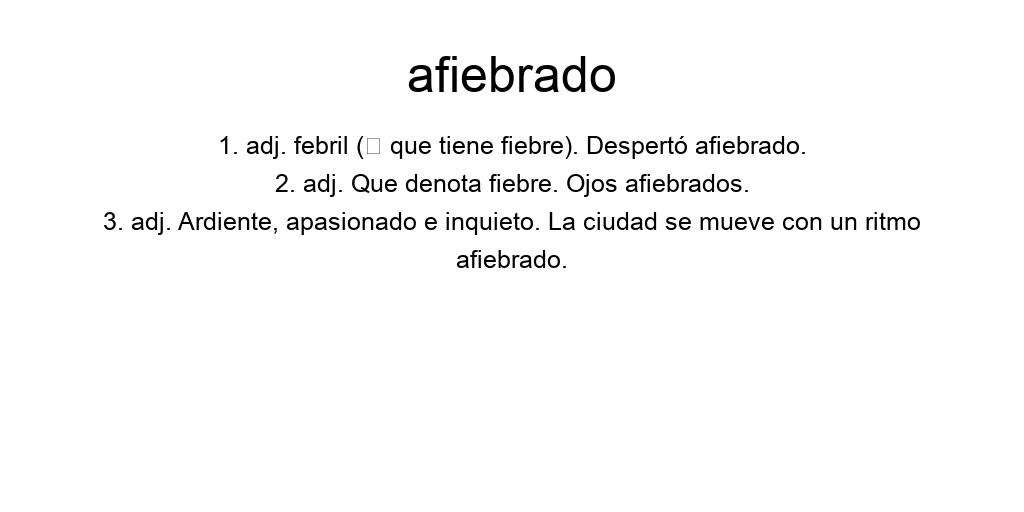 afiebrado
1. adj. febril (▯ que tiene fiebre). Despertó afiebrado.
2. adj. Que denota fiebre. Ojos afiebrados.
3. adj. Ardiente, apasionado e inquieto. La ciudad se mueve con un ritmo
afiebrado.